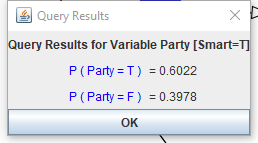 Query Results
Query Results for Variable Party [Smart=T]
P ( Party = T ) = 0.6022
P ( Party = F ) = 0.3978
OK